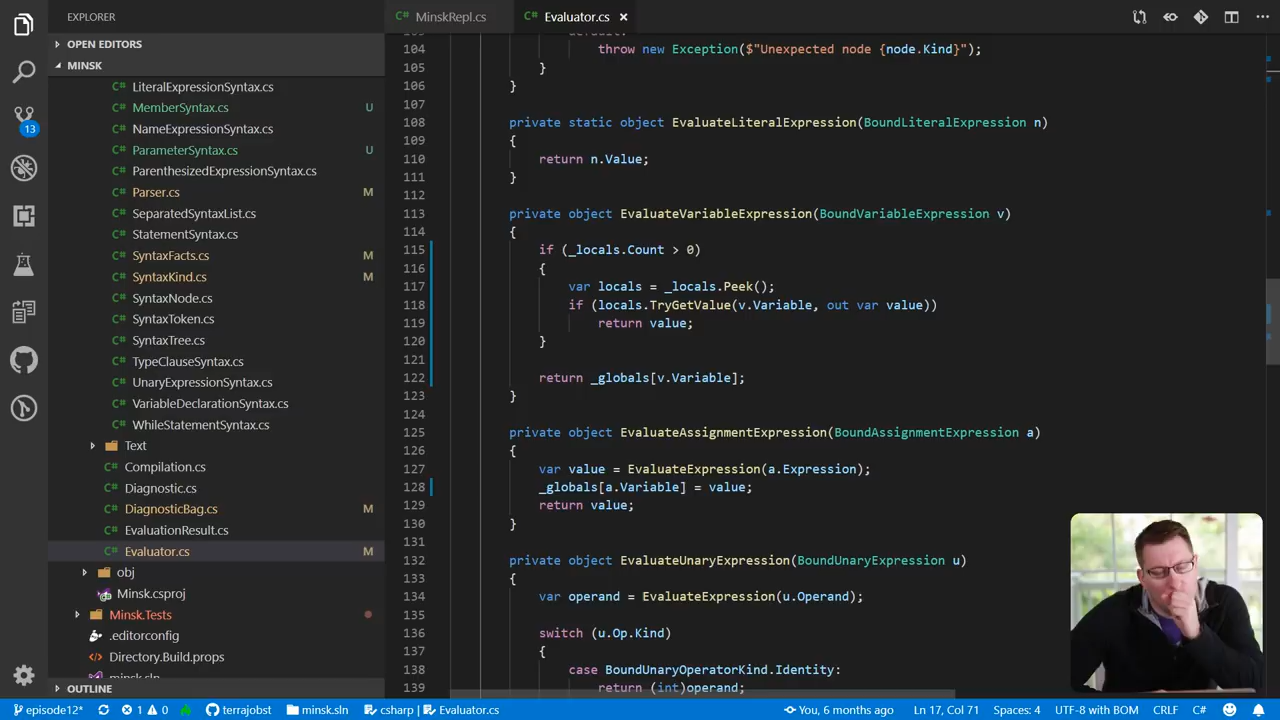 EXPLORER
MinskRepl.cs
Evaluator.cs
OPEN EDITORS
MINSK
LiteralExpressionSyntax.cs
MemberSyntax.cs U
NameExpressionSyntax.cs
ParameterSyntax.cs U
ParenthesizedExpressionSyntax.cs
Parser.cs M
SeparatedSyntaxList.cs
StatementSyntax.cs
SyntaxFacts.cs M
SyntaxKind.cs M
SyntaxNode.cs
SyntaxToken.cs
SyntaxTree.cs
TypeClauseSyntax.cs
UnaryExpressionSyntax.cs
VariableDeclarationSyntax.cs
WhileStatementSyntax.cs
Text
Compilation.cs
Diagnostic.cs
DiagnosticBag.cs M
EvaluationResult.cs
Evaluator.cs M
obj
Minsk.csproj
Minsk.Tests
.editorconfig
Directory.Build.props
minsk.sln
OUTLINE
13
default:
104 throw new Exception($"Unexpected node {node.Kind}");
105 }
106 }
107
108 private static object EvaluateLiteralExpression(BoundLiteralExpression n)
109 {
110 return n.Value;
111 }
112
113 private object EvaluateVariableExpression(BoundVariableExpression v)
114 {
115 if (_locals.Count > 0)
116 {
117 var locals = _locals.Peek();
118 if (locals.TryGetValue(v.Variable, out var value))
119 return value;
120 }
121
122 return _globals[v.Variable];
123 }
124
125 private object EvaluateAssignmentExpression(BoundAssignmentExpression a)
126 {
127 var value = EvaluateExpression(a.Expression);
128 _globals[a.Variable] = value;
129 return value;
130 }
131
132 private object EvaluateUnaryExpression(BoundUnaryExpression u)
133 {
134 var operand = EvaluateExpression(u.Operand);
135
136 switch (u.Op.Kind)
137 {
138 case BoundUnaryOperatorKind.Identity:
139 return (int)operand;
episode12* 1 0 terrajobst minsk.sln csharp | Evaluator.cs You, 6 months ago Ln 17, Col 71 Spaces: 4 UTF-8 with BOM CRLF C#